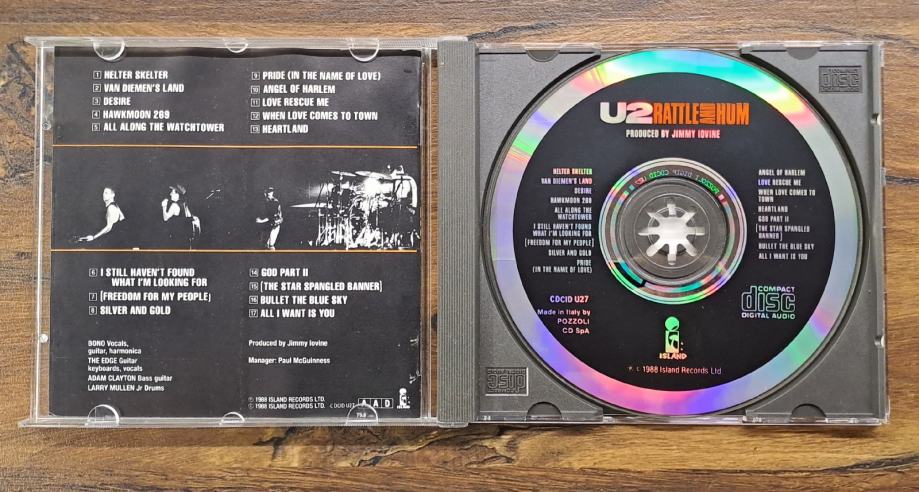 1 HELTER SKELTER
2 VAN DIEMEN'S LAND
3 DESIRE
4 HAWKMOON 269
5 ALL ALONG THE WATCHTOWER
9 PRIDE (IN THE NAME OF LOVE)
10 ANGEL OF HARLEM
11 LOVE RESCUE ME
12 WHEN LOVE COMES TO TOWN
13 HEARTLAND
6 I STILL HAVEN'T FOUND
WHAT I'M LOOKING FOR
7 (FREEDOM FOR MY PEOPLE)
8 SILVER AND GOLD
14 GOD PART II
15 (THE STAR SPANGLED BANNER)
16 BULLET THE BLUE SKY
17 ALL I WANT IS YOU
BONO Vocals,
guitar, harmonica
THE EDGE Guitar
keyboards, vocals
ADAM CLAYTON Bass guitar
LARRY MULLEN Jr Drums
Produced by Jimmy Iovine
Manager: Paul McGuinness
℗ 1988 ISLAND RECORDS LTD.
© 1988 ISLAND RECORDS LTD. CDCID U27 AAD
U2 RATTLE AND HUM
PRODUCED BY JIMMY IOVINE
HELTER SKELTER
VAN DIEMEN'S LAND
DESIRE
HAWKMOON 269
ALL ALONG THE
WATCHTOWER
I STILL HAVEN'T FOUND
WHAT I'M LOOKING FOR
(FREEDOM FOR MY PEOPLE)
SILVER AND GOLD
PRIDE
(IN THE NAME OF LOVE)
ANGEL OF HARLEM
LOVE RESCUE ME
WHEN LOVE COMES TO
TOWN
HEARTLAND
GOD PART II
(THE STAR SPANGLED
BANNER)
BULLET THE BLUE SKY
ALL I WANT IS YOU
CDCID U27
Made in Italy by
POZZOLI
CD SpA
COMPACT
disc
DIGITAL AUDIO
ISLAND
℗ © 1988 Island Records Ltd.